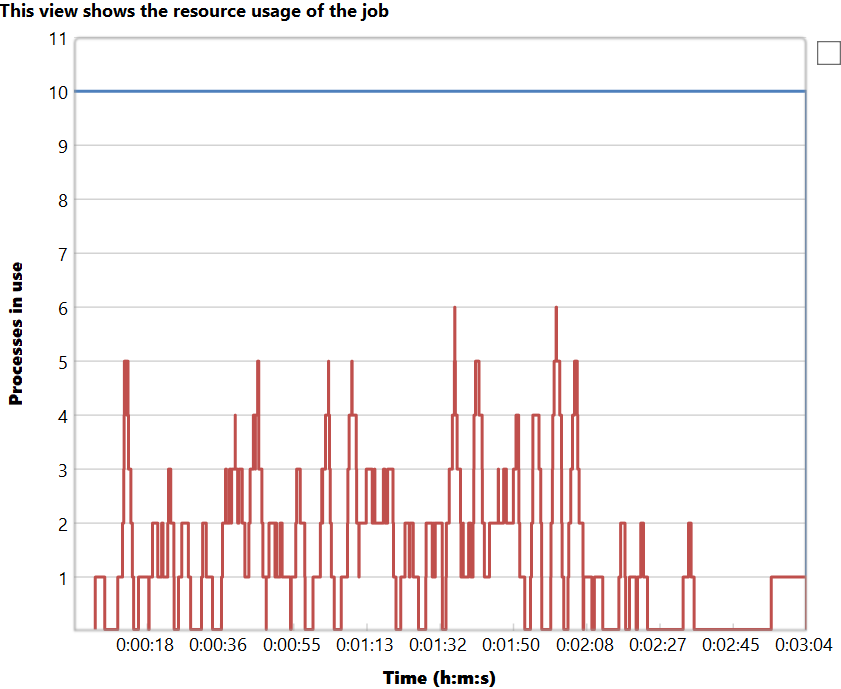 This view shows the resource usage of the job
11
10
9
8
7
6
5
4
3
2
1
Processes in use
0:00:18 0:00:36 0:00:55 0:01:13 0:01:32 0:01:50 0:02:08 0:02:27 0:02:45 0:03:04
Time (h:m:s)